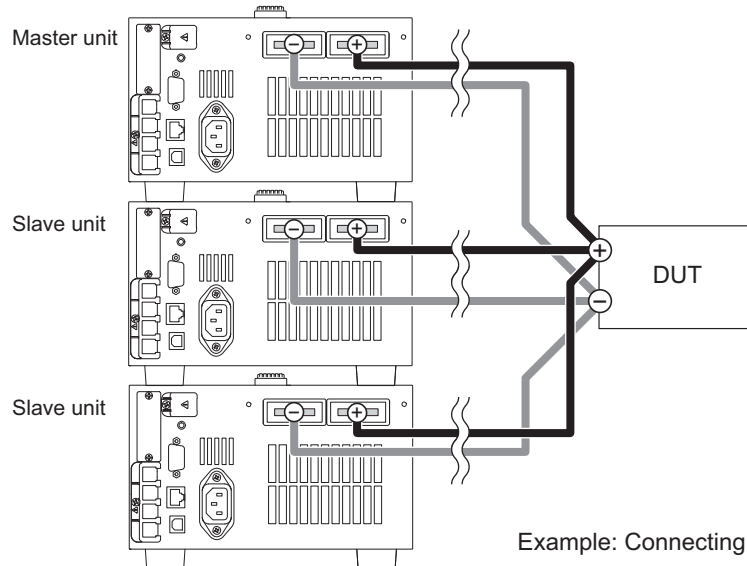 Master unit
− +
Slave unit
− +
+
DUT
−
Slave unit
− +
Example: Connecting